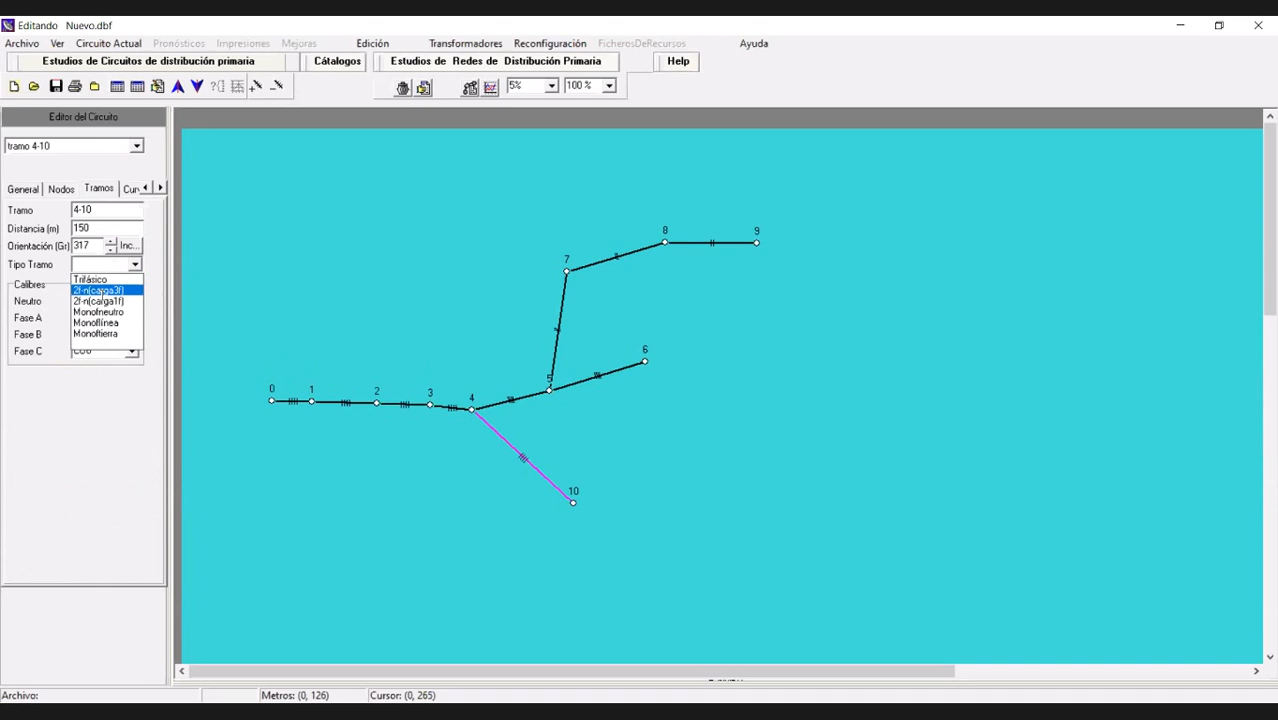 Editando Nuevo.dbf
Archivo Ver Circuito Actual Pronósticos Impresiones Mejoras Edición Transformadores Reconfiguración FicherosDeRecursos Ayuda
Estudios de Circuitos de distribución primaria Cátalogos Estudios de Redes de Distribución Primaria Help
5% 100 %
Editor del Circuito
tramo 4-10
General Nodos Tramos Cur
Tramo 4-10
Distancia (m) 150
Orientación (Gr) 317 Inc...
Tipo Tramo
Trifásico
Calibres 2f-n(carga3f)
Neutro 2f-n(carga1f)
Monofneutro
Fase A Monoflínea
Fase B Monoftierra
Fase C
8
9
7
6
5
0
1
2
3
4
10
Archivo: Metros: (0, 126) Cursor: (0, 265)